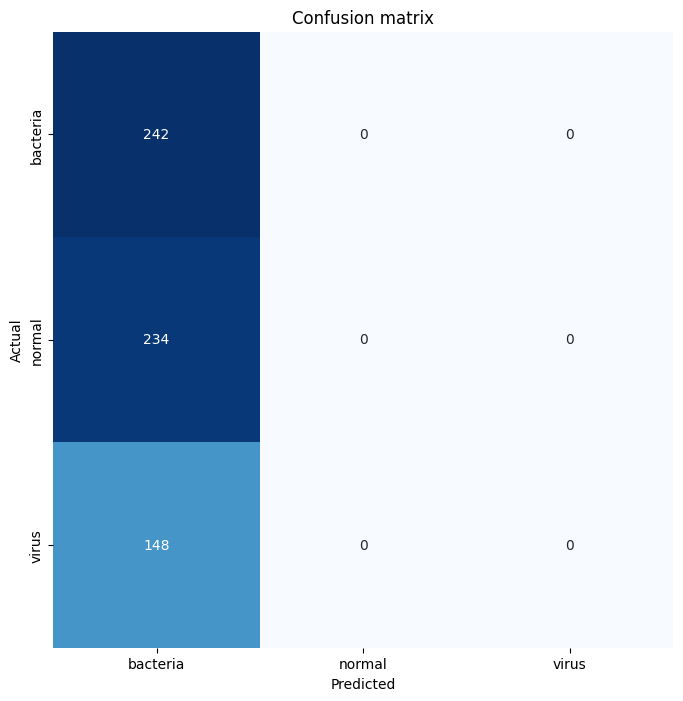 Confusion matrix
Actual
bacteria
242 0 0
normal
234 0 0
virus
148 0 0
bacteria normal virus
Predicted